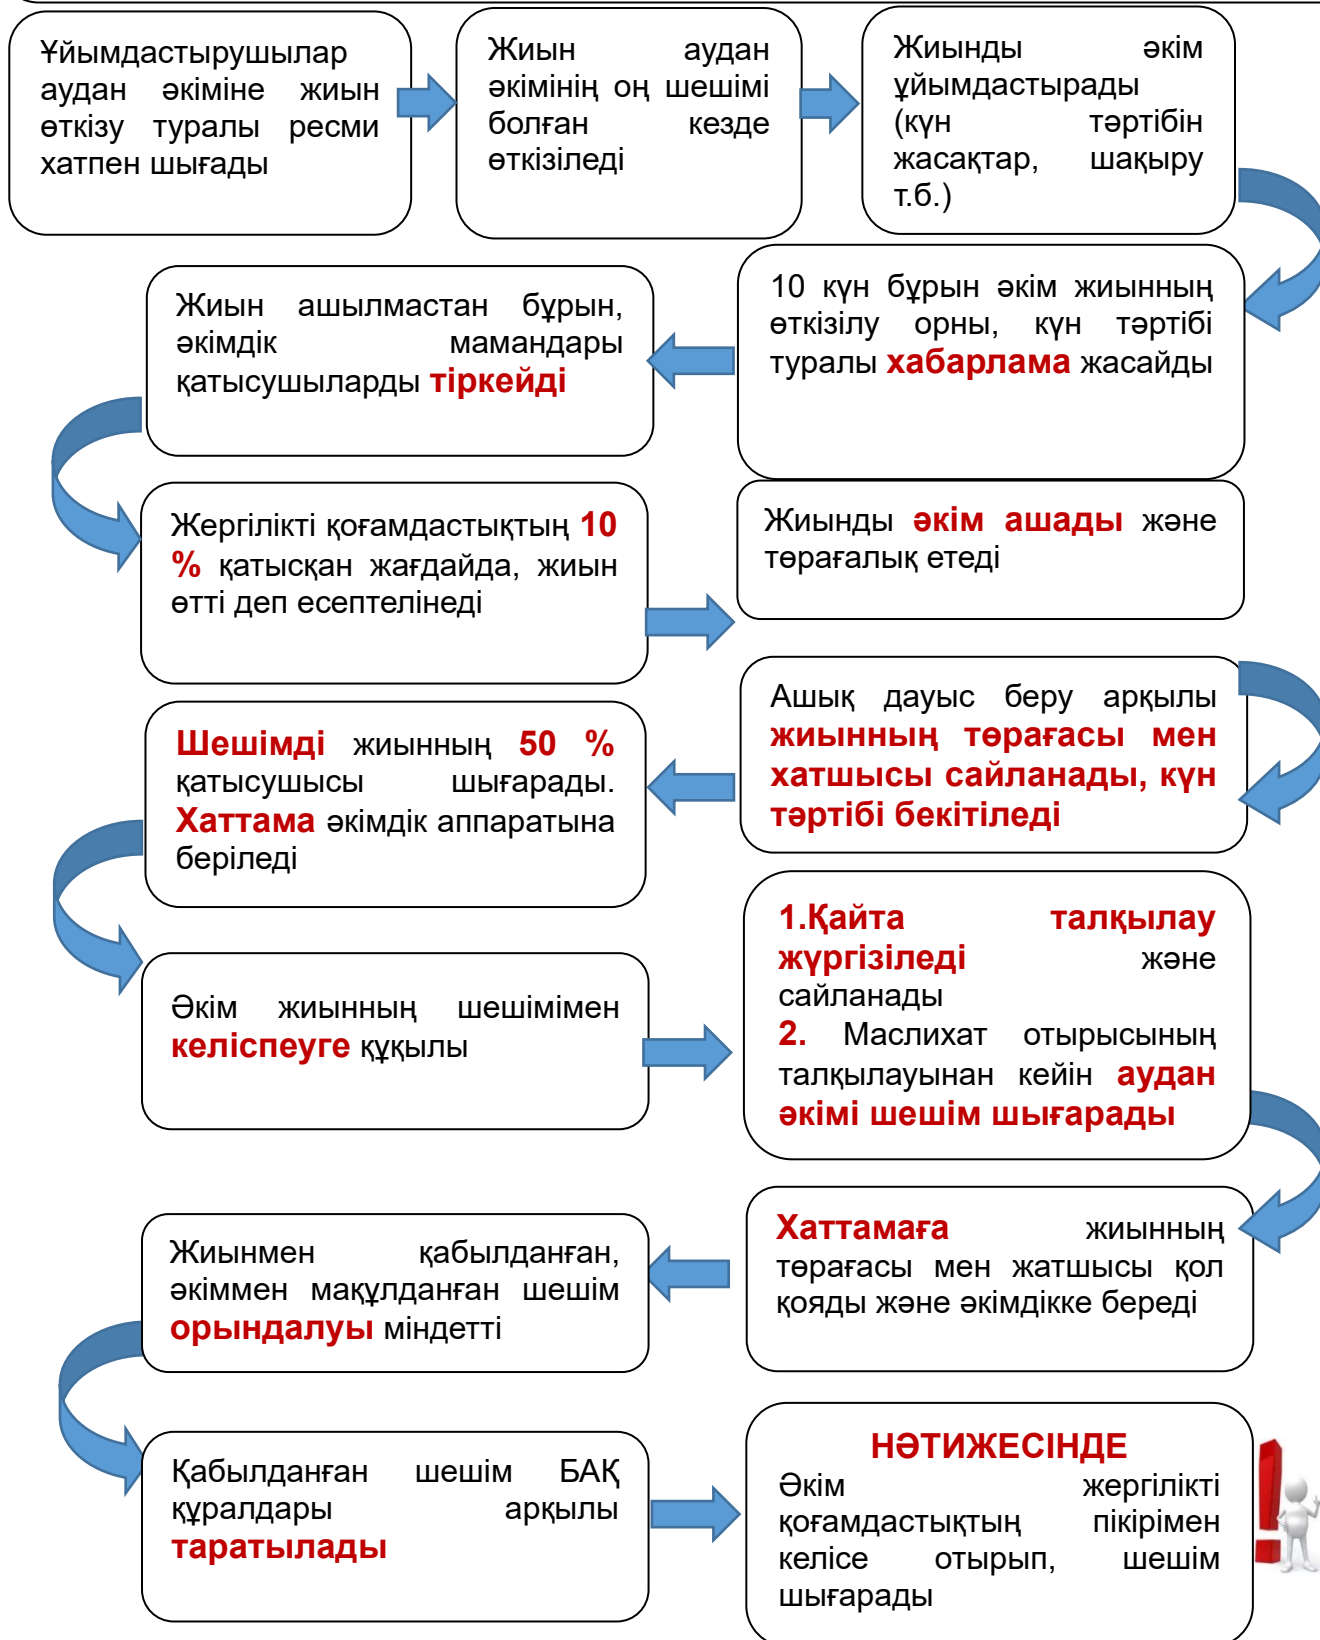 Ұйымдастырушылар
аудан әкіміне жиын
өткізу туралы ресми
хатпен шығады
Жиын аудан
әкімінің оң шешімі
болған кезде
өткізіледі
Жиынды әкім
ұйымдастырады
(күн тәртібін
жасақтар, шақыру
т.б.)
10 күн бұрын әкім жиынның
өткізілу орны, күн тәртібі
туралы хабарлама жасайды
Жиын ашылмастан бұрын,
әкімдік мамандары
қатысушыларды тіркейді
Жергілікті қоғамдастықтың 10
% қатысқан жағдайда, жиын
өтті деп есептелінеді
Жиынды әкім ашады және
төрағалық етеді
Ашық дауыс беру арқылы
жиынның төрағасы мен
хатшысы сайланады, күн
тәртібі бекітіледі
Шешімді жиынның 50 %
қатысушысы шығарады.
Хаттама әкімдік аппаратына
беріледі
Әкім жиынның шешімімен
келіспеуге құқылы
1.Қайта талқылау
жүргізіледі және
сайланады
2. Маслихат отырысының
талқылауынан кейін аудан
әкімі шешім шығарады
Хаттамаға жиынның
төрағасы мен жатшысы қол
қояды және әкімдікке береді
Жиынмен қабылданған,
әкіммен мақұлданған шешім
орындалуы міндетті
Қабылданған шешім БАҚ
құралдары арқылы
таратылады
НӘТИЖЕСІНДЕ
Әкім жергілікті
қоғамдастықтың пікірімен
келісе отырып, шешім
шығарады